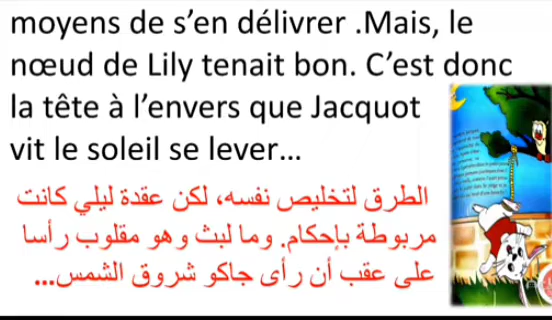 moyens de s’en délivrer .Mais, le
nœud de Lily tenait bon. C’est donc
la tête à l’envers que Jacquot
vit le soleil se lever...
الطرق لتخليص نفسه، لكن عقدة ليلي كانت
مربوطة بإحكام. وما لبث و هو مقلوب رأسا
على عقب أن رأى جاكو شروق الشمس...